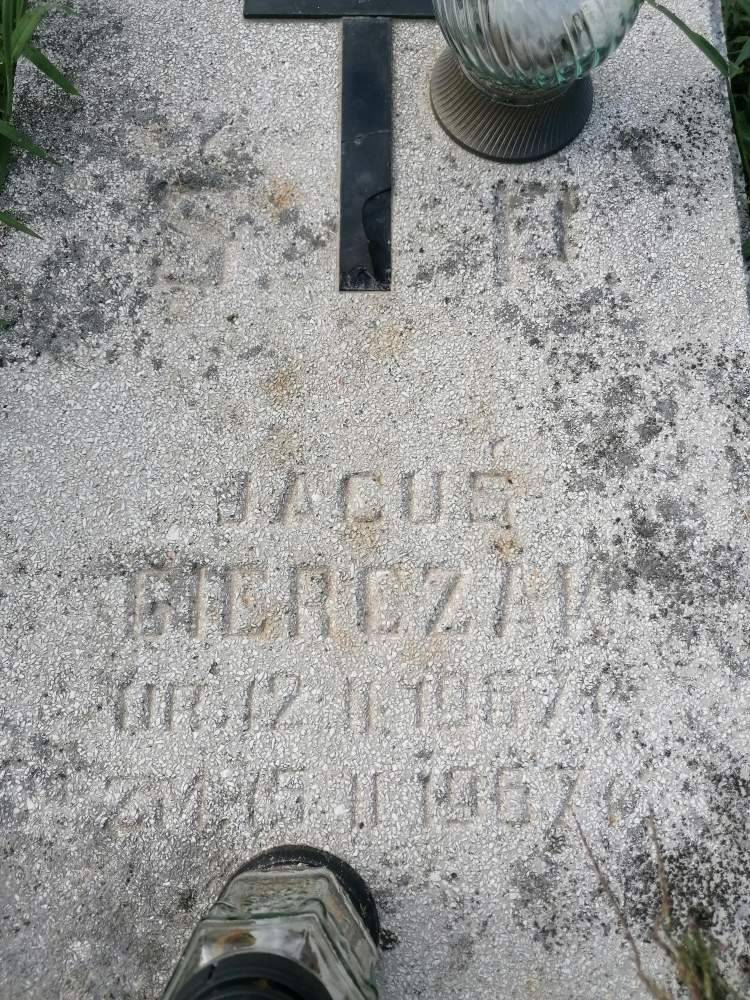 Ś P
JACUŚ
GIERCZAK
UR. 12 II 1967 R
ZM. 15 II 1967 R